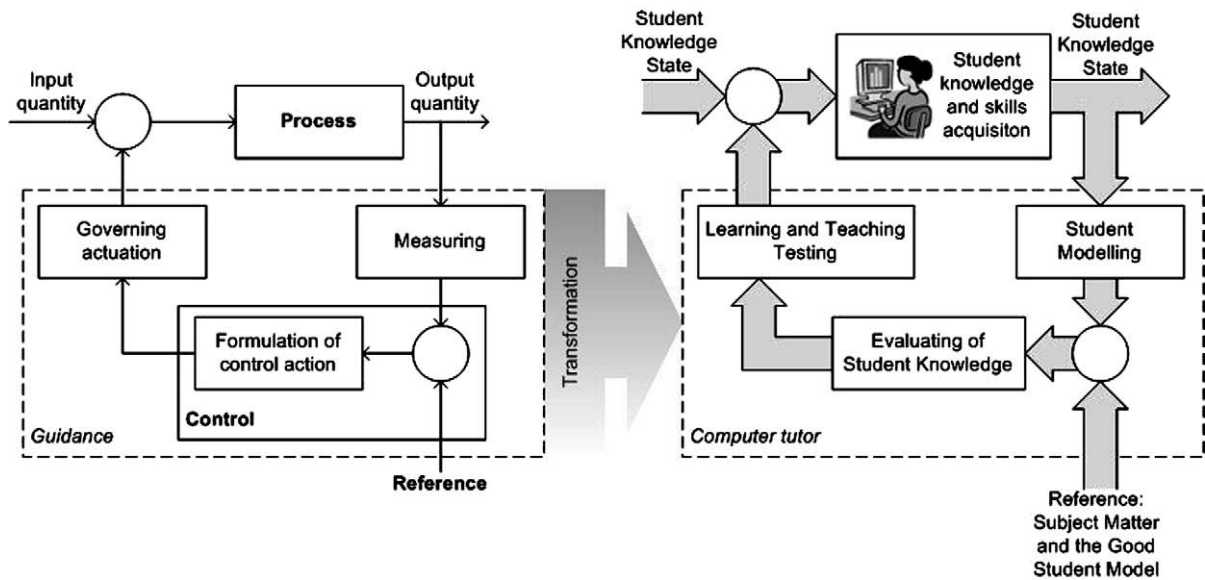 Input
quantity
Output
quantity
Process
Governing
actuation
Measuring
Formulation of
control action
Control
Guidance
Reference
Transformation
Student
Knowledge
State
Student
knowledge
and skills
acquisiton
Student
Knowledge
State
Learning and Teaching
Testing
Student
Modelling
Evaluating of
Student Knowledge
Computer tutor
Reference:
Subject Matter
and the Good
Student Model